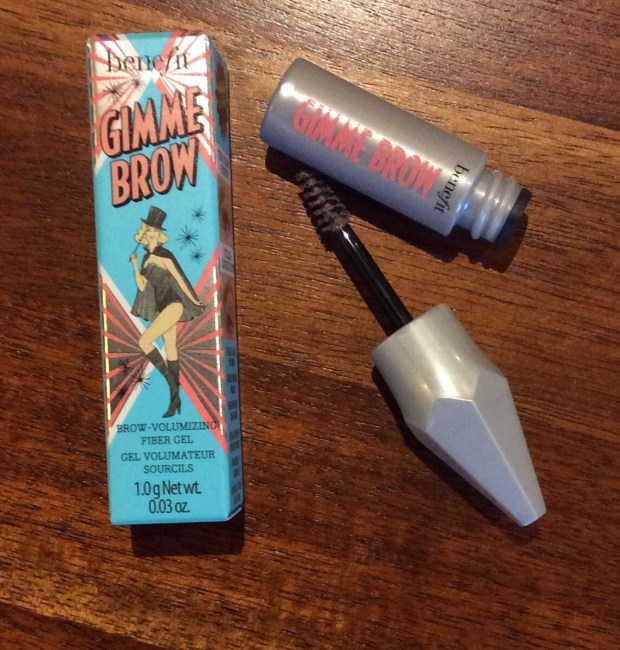 benefit
GIMME
BROW
BROW-VOLUMIZING
FIBER GEL
GEL VOLUMATEUR
SOURCILS
1.0 g Net wt.
0.03 oz.
GIMME BROW
benefit